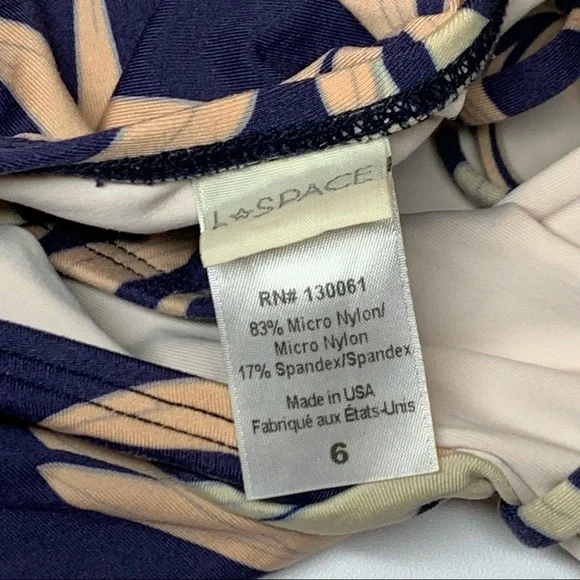 L☆SPACE
RN# 130061
83% Micro Nylon/
Micro Nylon
17% Spandex/Spandex
Made in USA
Fabriqué aux États-Unis
6